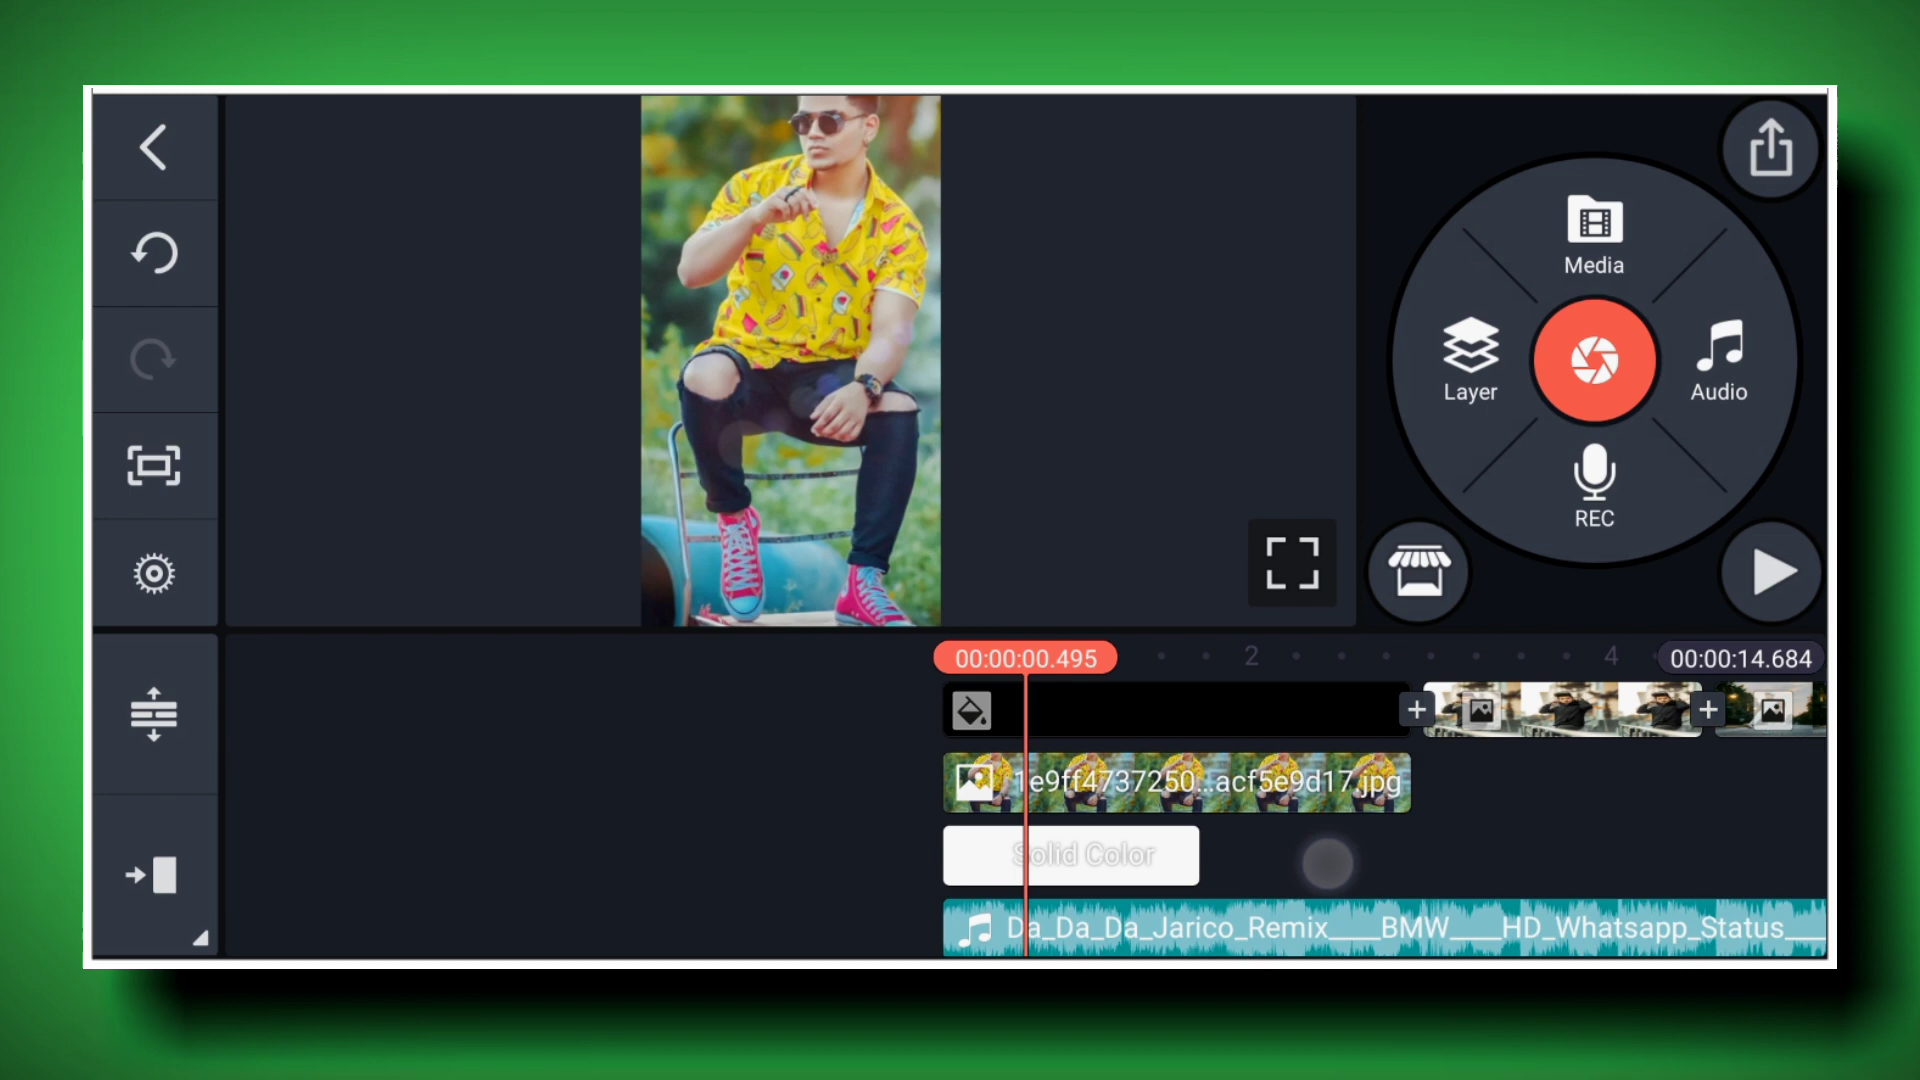 Media
Layer
Audio
REC
00:00:00.495
2
4
00:00:14.684
1e9ff4737250...acf5e9d17.jpg
Solid Color
Da_Da_Da_Jarico_Remix____BMW____HD_Whatsapp_Status___